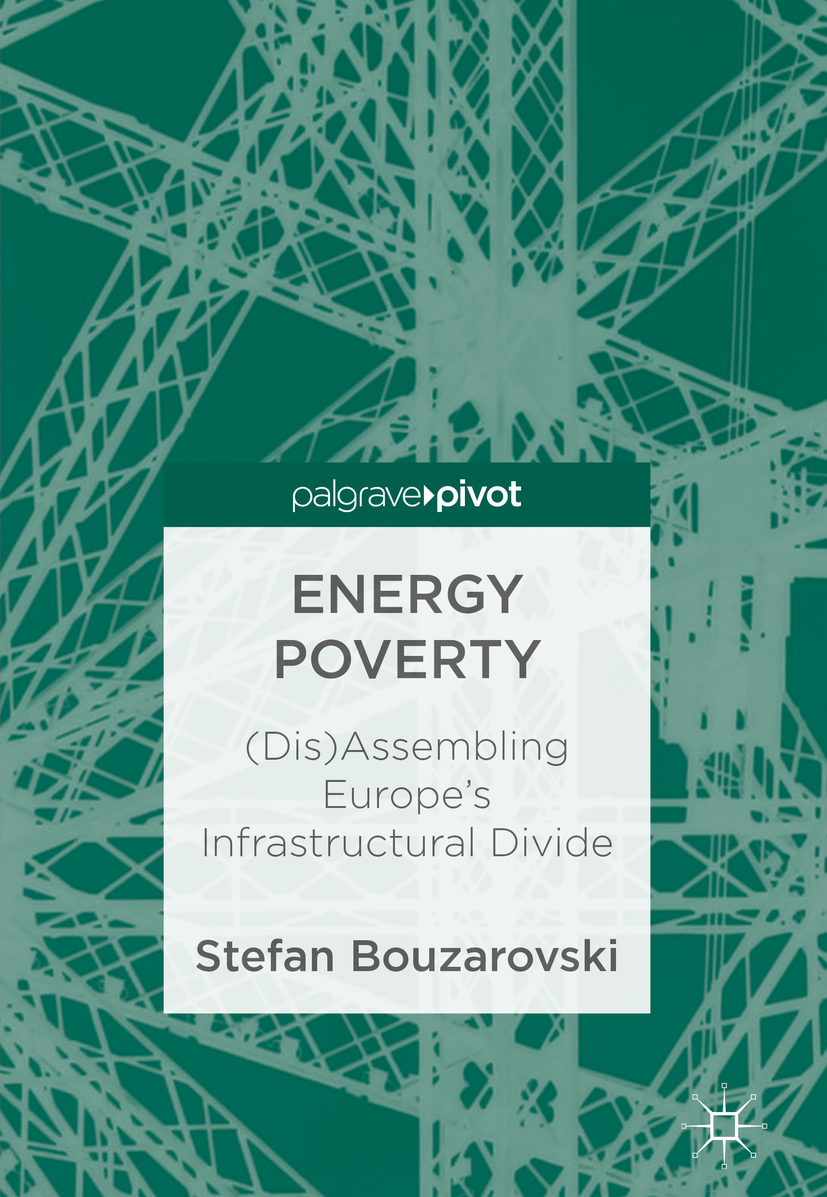 palgrave▸pivot
ENERGY
POVERTY
(Dis)Assembling
Europe’s
Infrastructural Divide
Stefan Bouzarovski